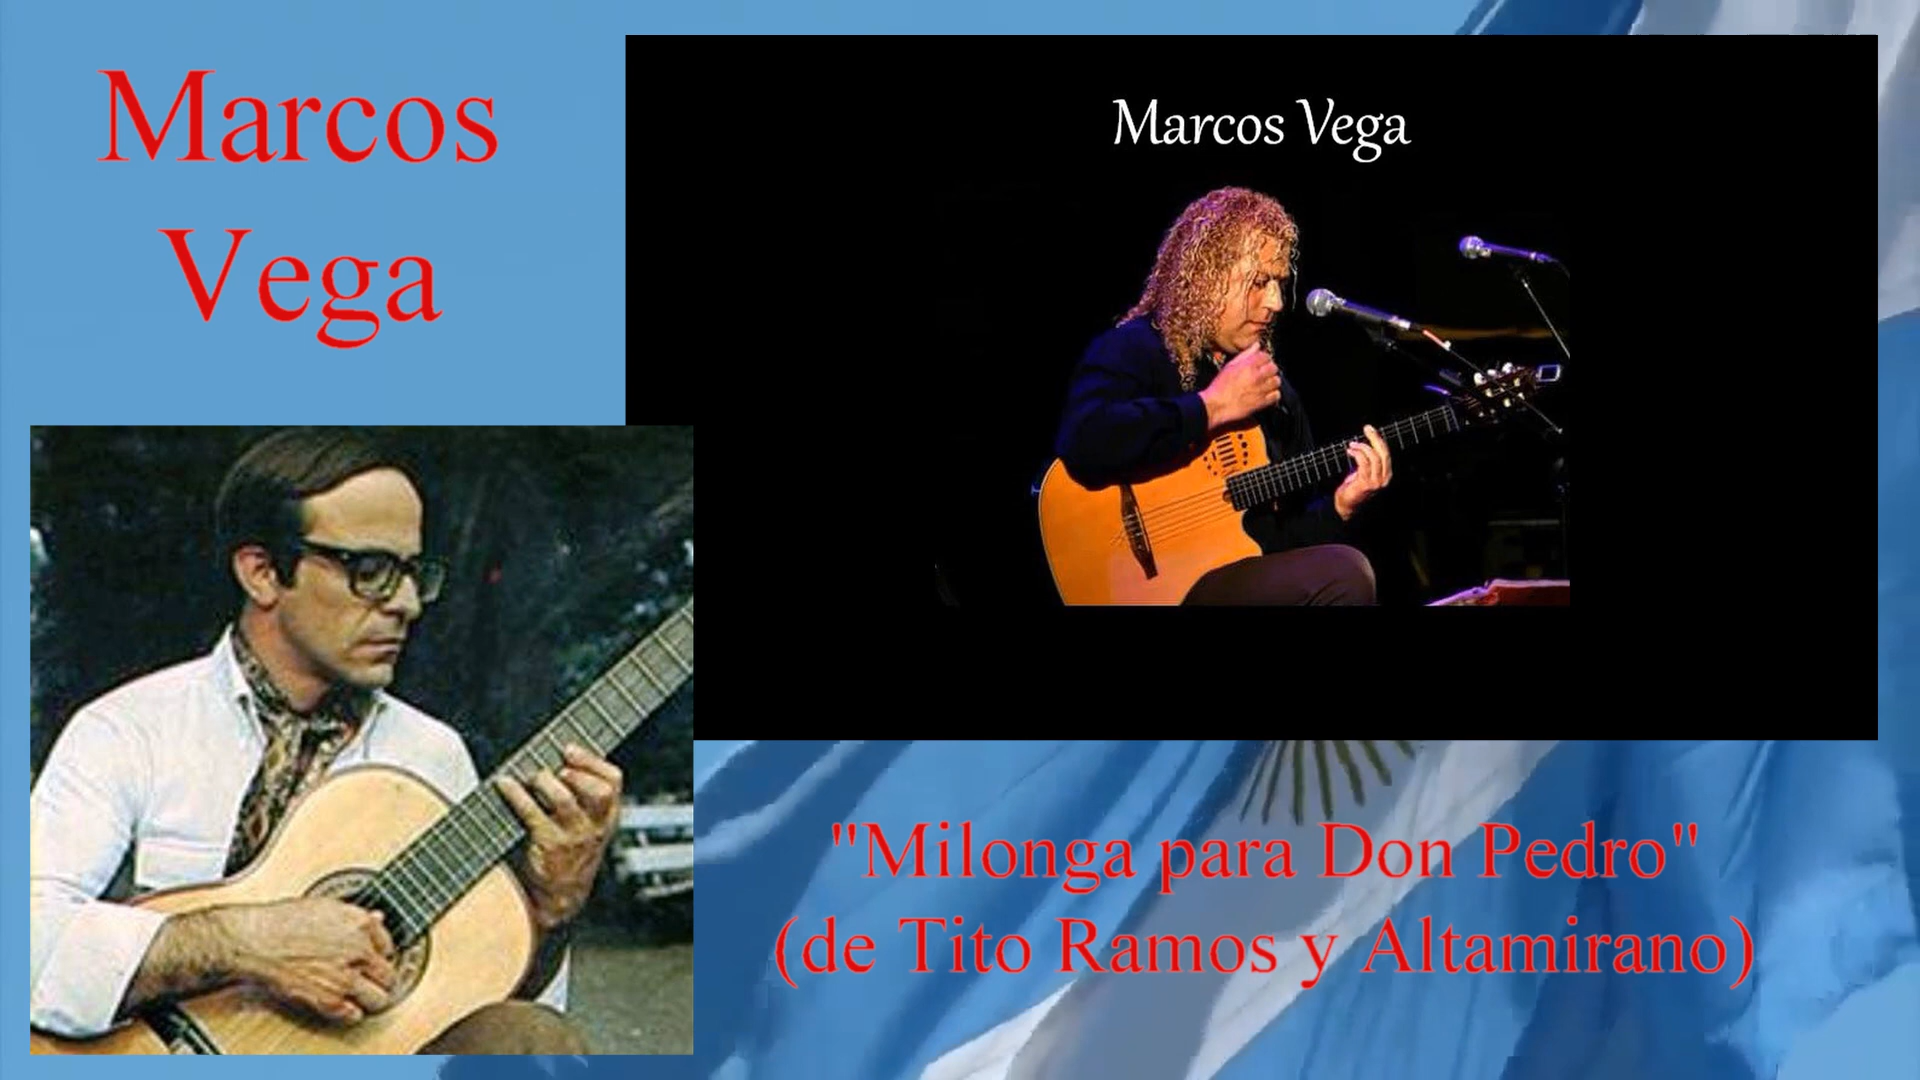 Marcos
Vega
Marcos Vega
"Milonga para Don Pedro"
(de Tito Ramos y Altamirano)